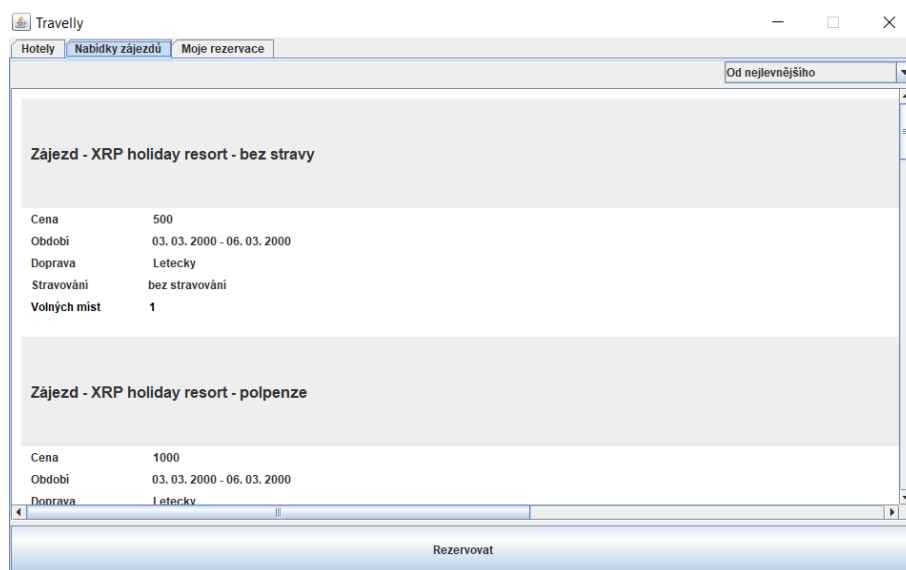 Travelly
Hotely Nabídky zájezdů Moje rezervace
Od nejlevnějšího
Zájezd - XRP holiday resort - bez stravy
Cena 500
Období 03. 03. 2000 - 06. 03. 2000
Doprava Letecky
Stravování bez stravování
Volných míst 1
Zájezd - XRP holiday resort - polpenze
Cena 1000
Období 03. 03. 2000 - 06. 03. 2000
Doprava Letecky
Rezervovat